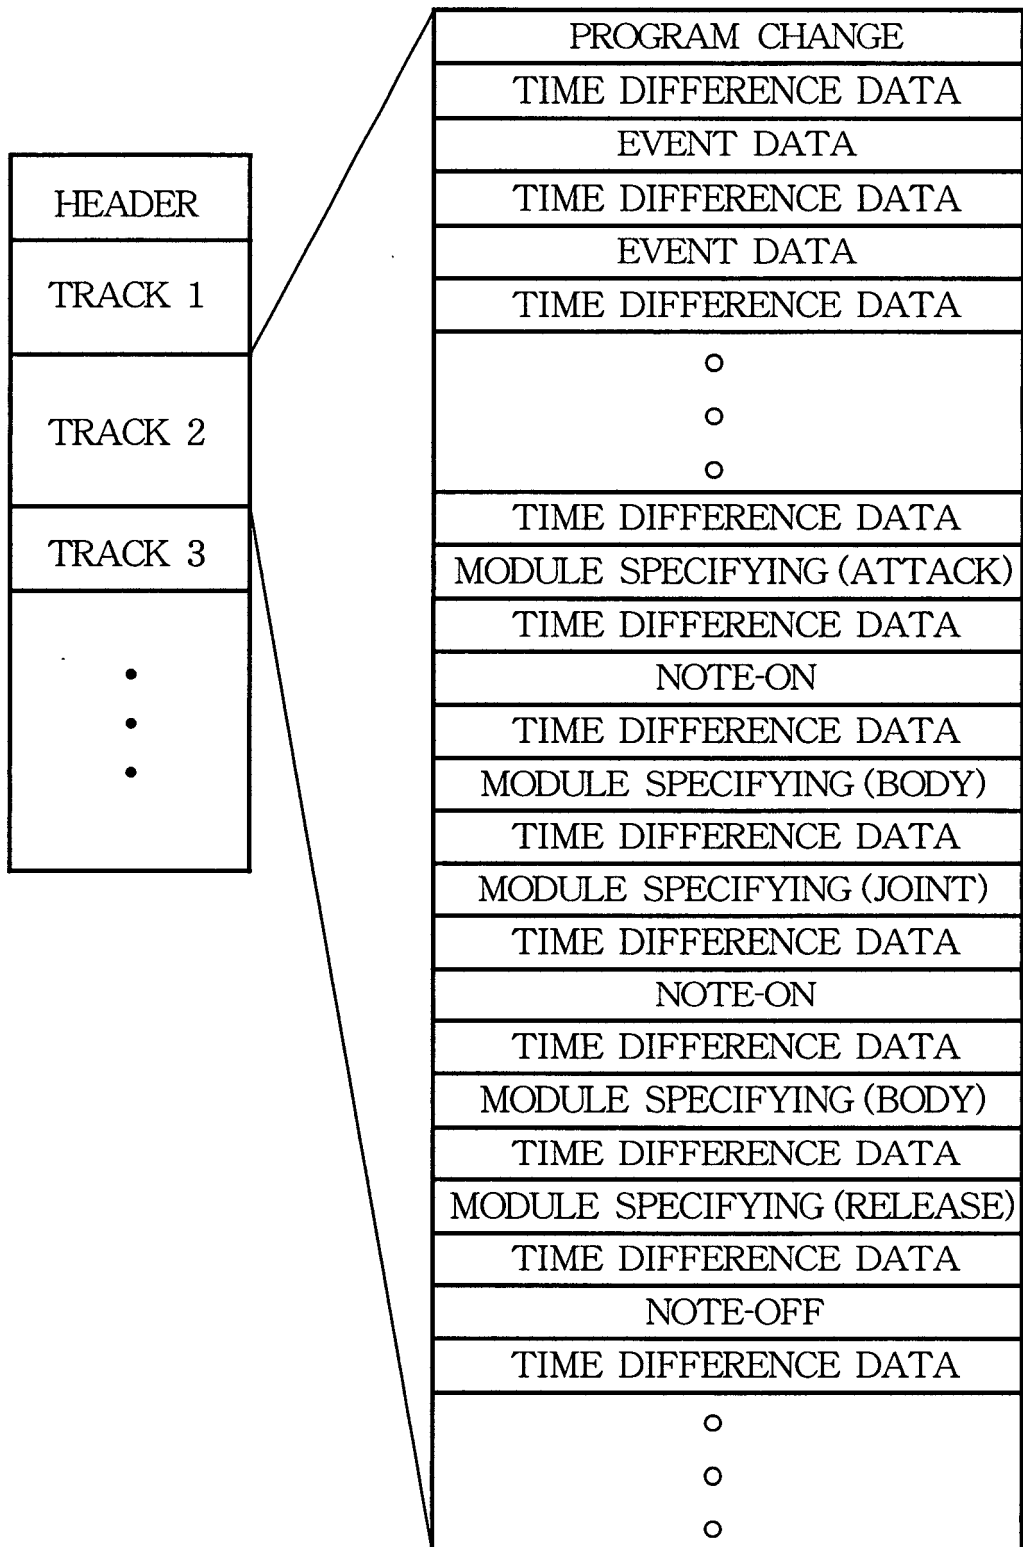 HEADER
TRACK 1
TRACK 2
TRACK 3
PROGRAM CHANGE
TIME DIFFERENCE DATA
EVENT DATA
TIME DIFFERENCE DATA
EVENT DATA
TIME DIFFERENCE DATA
TIME DIFFERENCE DATA
MODULE SPECIFYING (ATTACK)
TIME DIFFERENCE DATA
NOTE-ON
TIME DIFFERENCE DATA
MODULE SPECIFYING (BODY)
TIME DIFFERENCE DATA
MODULE SPECIFYING (JOINT)
TIME DIFFERENCE DATA
NOTE-ON
TIME DIFFERENCE DATA
MODULE SPECIFYING (BODY)
TIME DIFFERENCE DATA
MODULE SPECIFYING (RELEASE)
TIME DIFFERENCE DATA
NOTE-OFF
TIME DIFFERENCE DATA